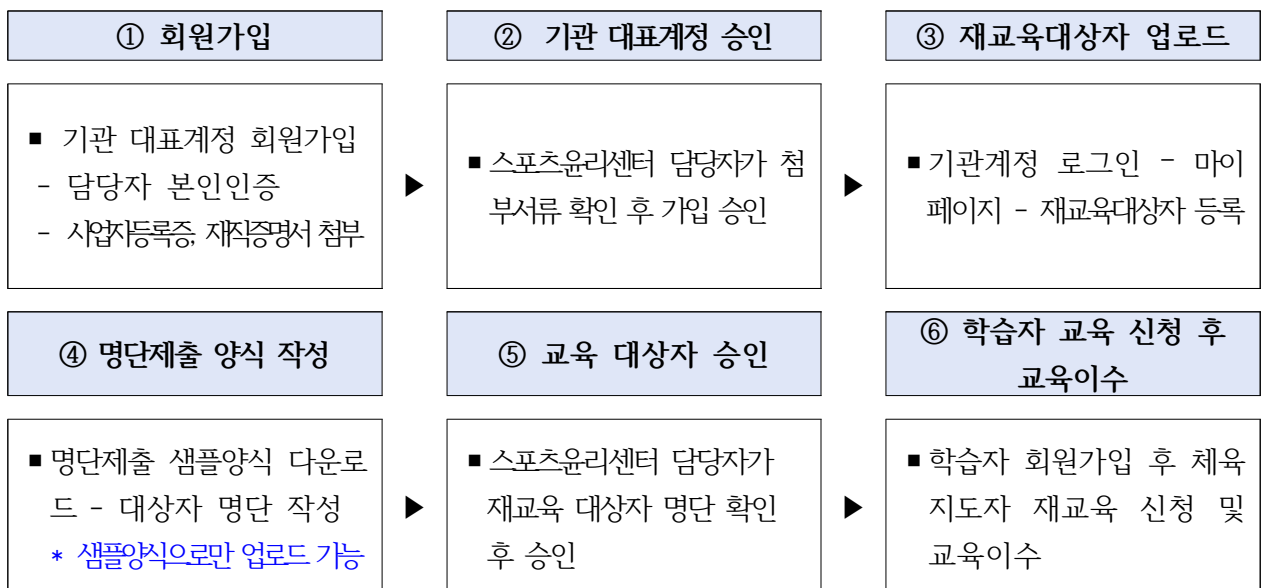 ① 회원가입
② 기관 대표계정 승인
③ 재교육대상자 업로드
■ 기관 대표계정 회원가입
- 담당자 본인인증
- 사업자등록증, 재직증명서 첨부
▶
■ 스포츠윤리센터 담당자가 첨
부서류 확인 후 가입 승인
▶
■ 기관계정 로그인 - 마이
페이지 - 재교육대상자 등록
④ 명단제출 양식 작성
⑤ 교육 대상자 승인
⑥ 학습자 교육 신청 후
교육이수
■ 명단제출 샘플양식 다운로
드 - 대상자 명단 작성
* 샘플양식으로만 업로드 가능
▶
■ 스포츠윤리센터 담당자가
재교육 대상자 명단 확인
후 승인
▶
■ 학습자 회원가입 후 체육
지도자 재교육 신청 및
교육이수